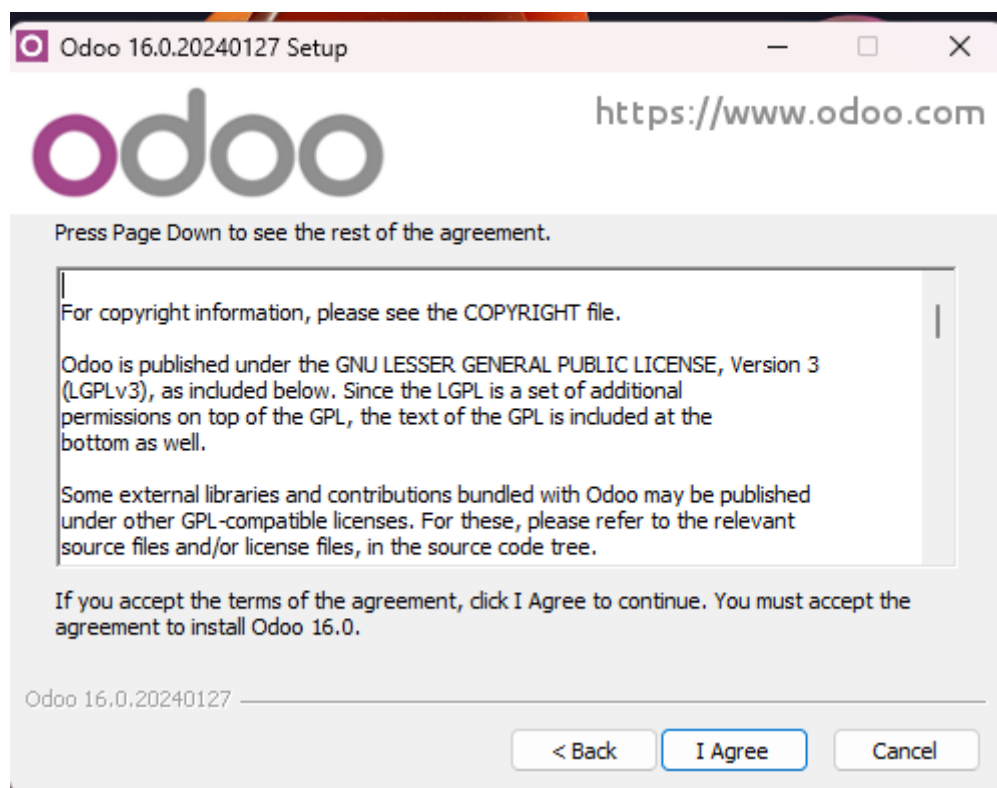 Odoo 16.0.20240127 Setup
odoo
https://www.odoo.com
Press Page Down to see the rest of the agreement.
For copyright information, please see the COPYRIGHT file.
Odoo is published under the GNU LESSER GENERAL PUBLIC LICENSE, Version 3
(LGPLv3), as included below. Since the LGPL is a set of additional
permissions on top of the GPL, the text of the GPL is included at the
bottom as well.
Some external libraries and contributions bundled with Odoo may be published
under other GPL-compatible licenses. For these, please refer to the relevant
source files and/or license files, in the source code tree.
If you accept the terms of the agreement, click I Agree to continue. You must accept the
agreement to install Odoo 16.0.
Odoo 16.0.20240127
< Back
I Agree
Cancel